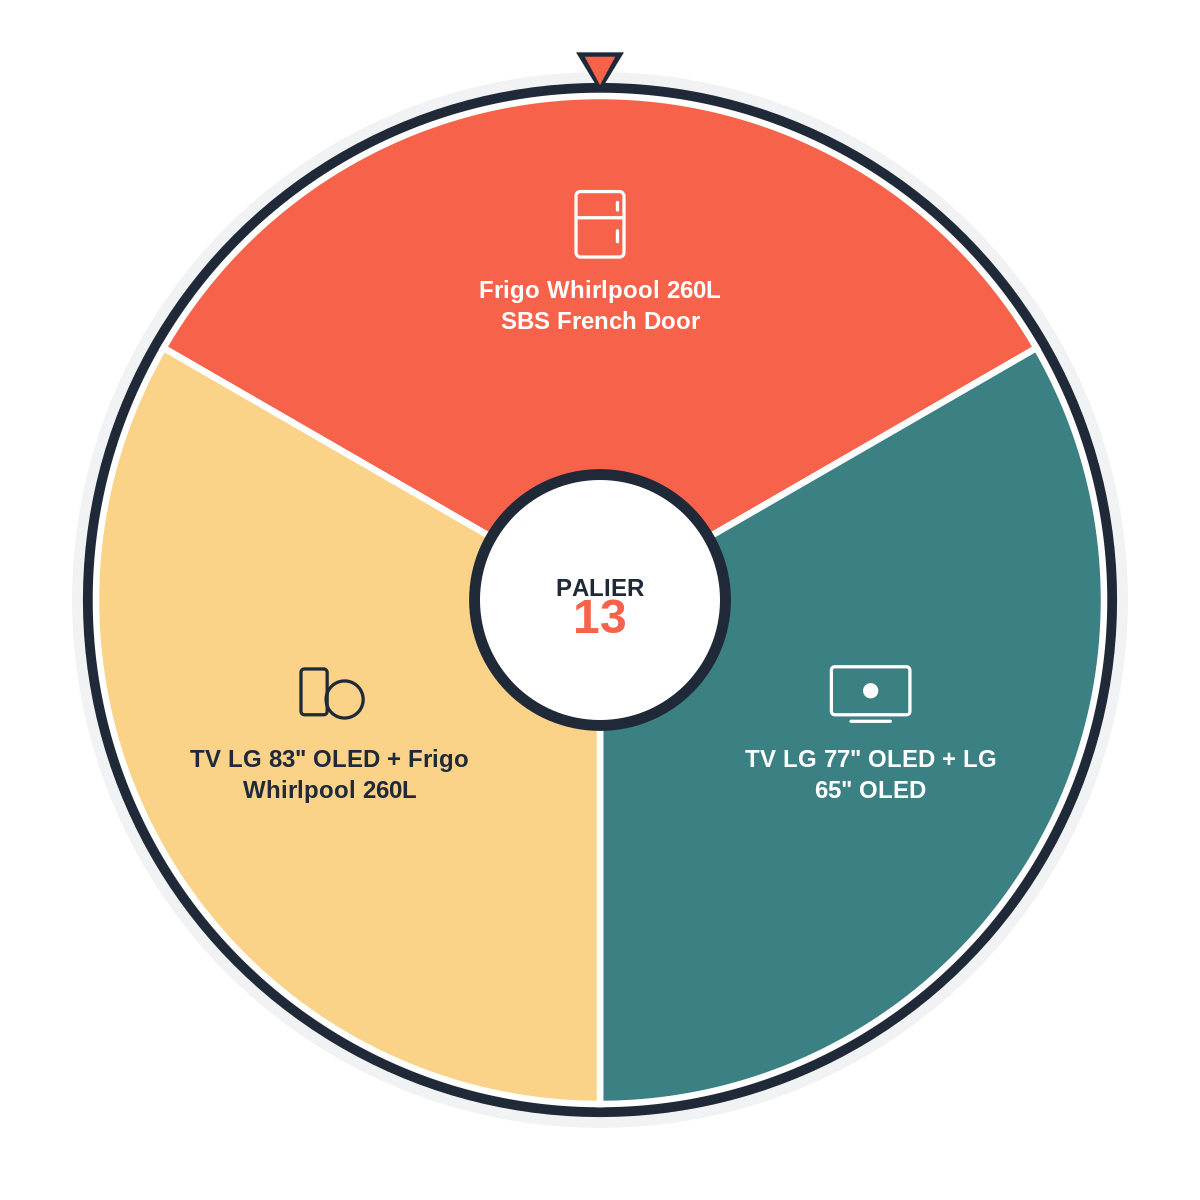 Frigo Whirlpool 260L
SBS French Door
PALIER
13
TV LG 83" OLED + Frigo
Whirlpool 260L
TV LG 77" OLED + LG
65" OLED